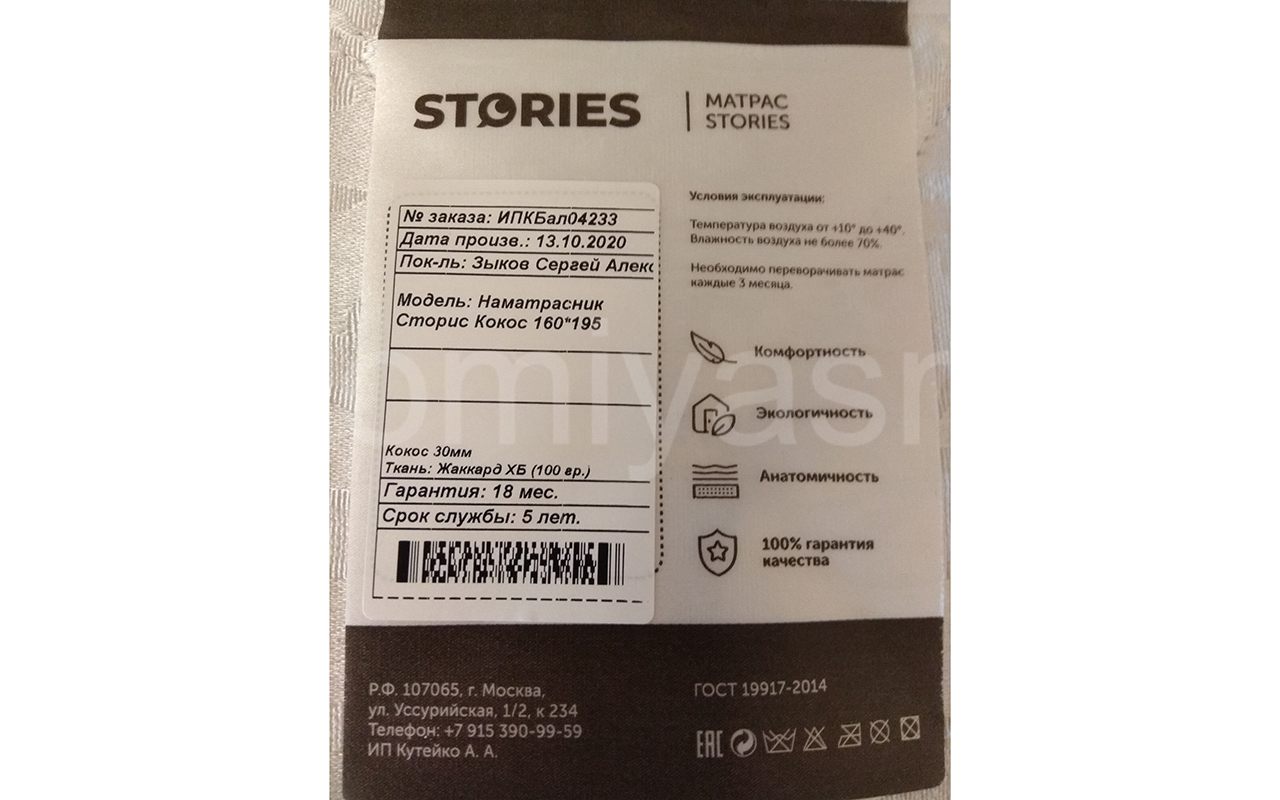 STORIES
МАТРАС
STORIES
№ заказа: ИПКБал04233
Дата произв.: 13.10.2020
Пок-ль: Зыков Сергей Алекс
Модель: Наматрасник
Сторис Кокос 160*195
Кокос 30мм
Ткань: Жаккард ХБ (100 гр.)
Гарантия: 18 мес.
Срок службы: 5 лет.
Условия эксплуатации:
Температура воздуха от +10° до +40°.
Влажность воздуха не более 70%.
Необходимо переворачивать матрас
каждые 3 месяца.
Комфортность
Экологичность
Анатомичность
100% гарантия
качества
Р.Ф. 107065, г. Москва,
ул. Уссурийская, 1/2, к 234
Телефон: +7 915 390-99-59
ИП Кутейко А. А.
ГОСТ 19917-2014
EAC
omiyasn